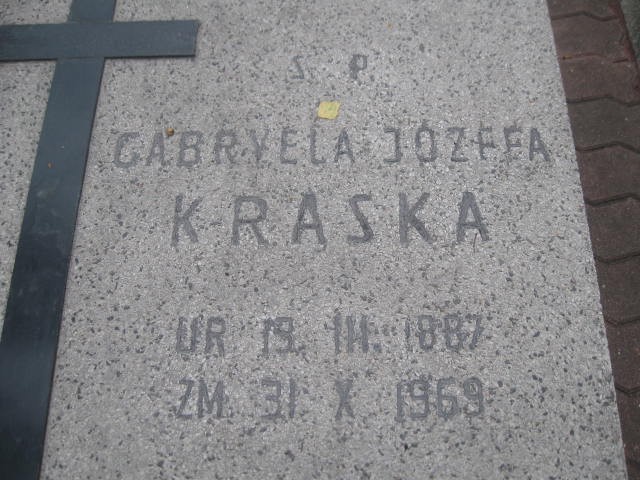 Ś. P.
GABRYELA JÓZEFA
KRASKA
UR 19. III. 1887
ZM 31 X 1969